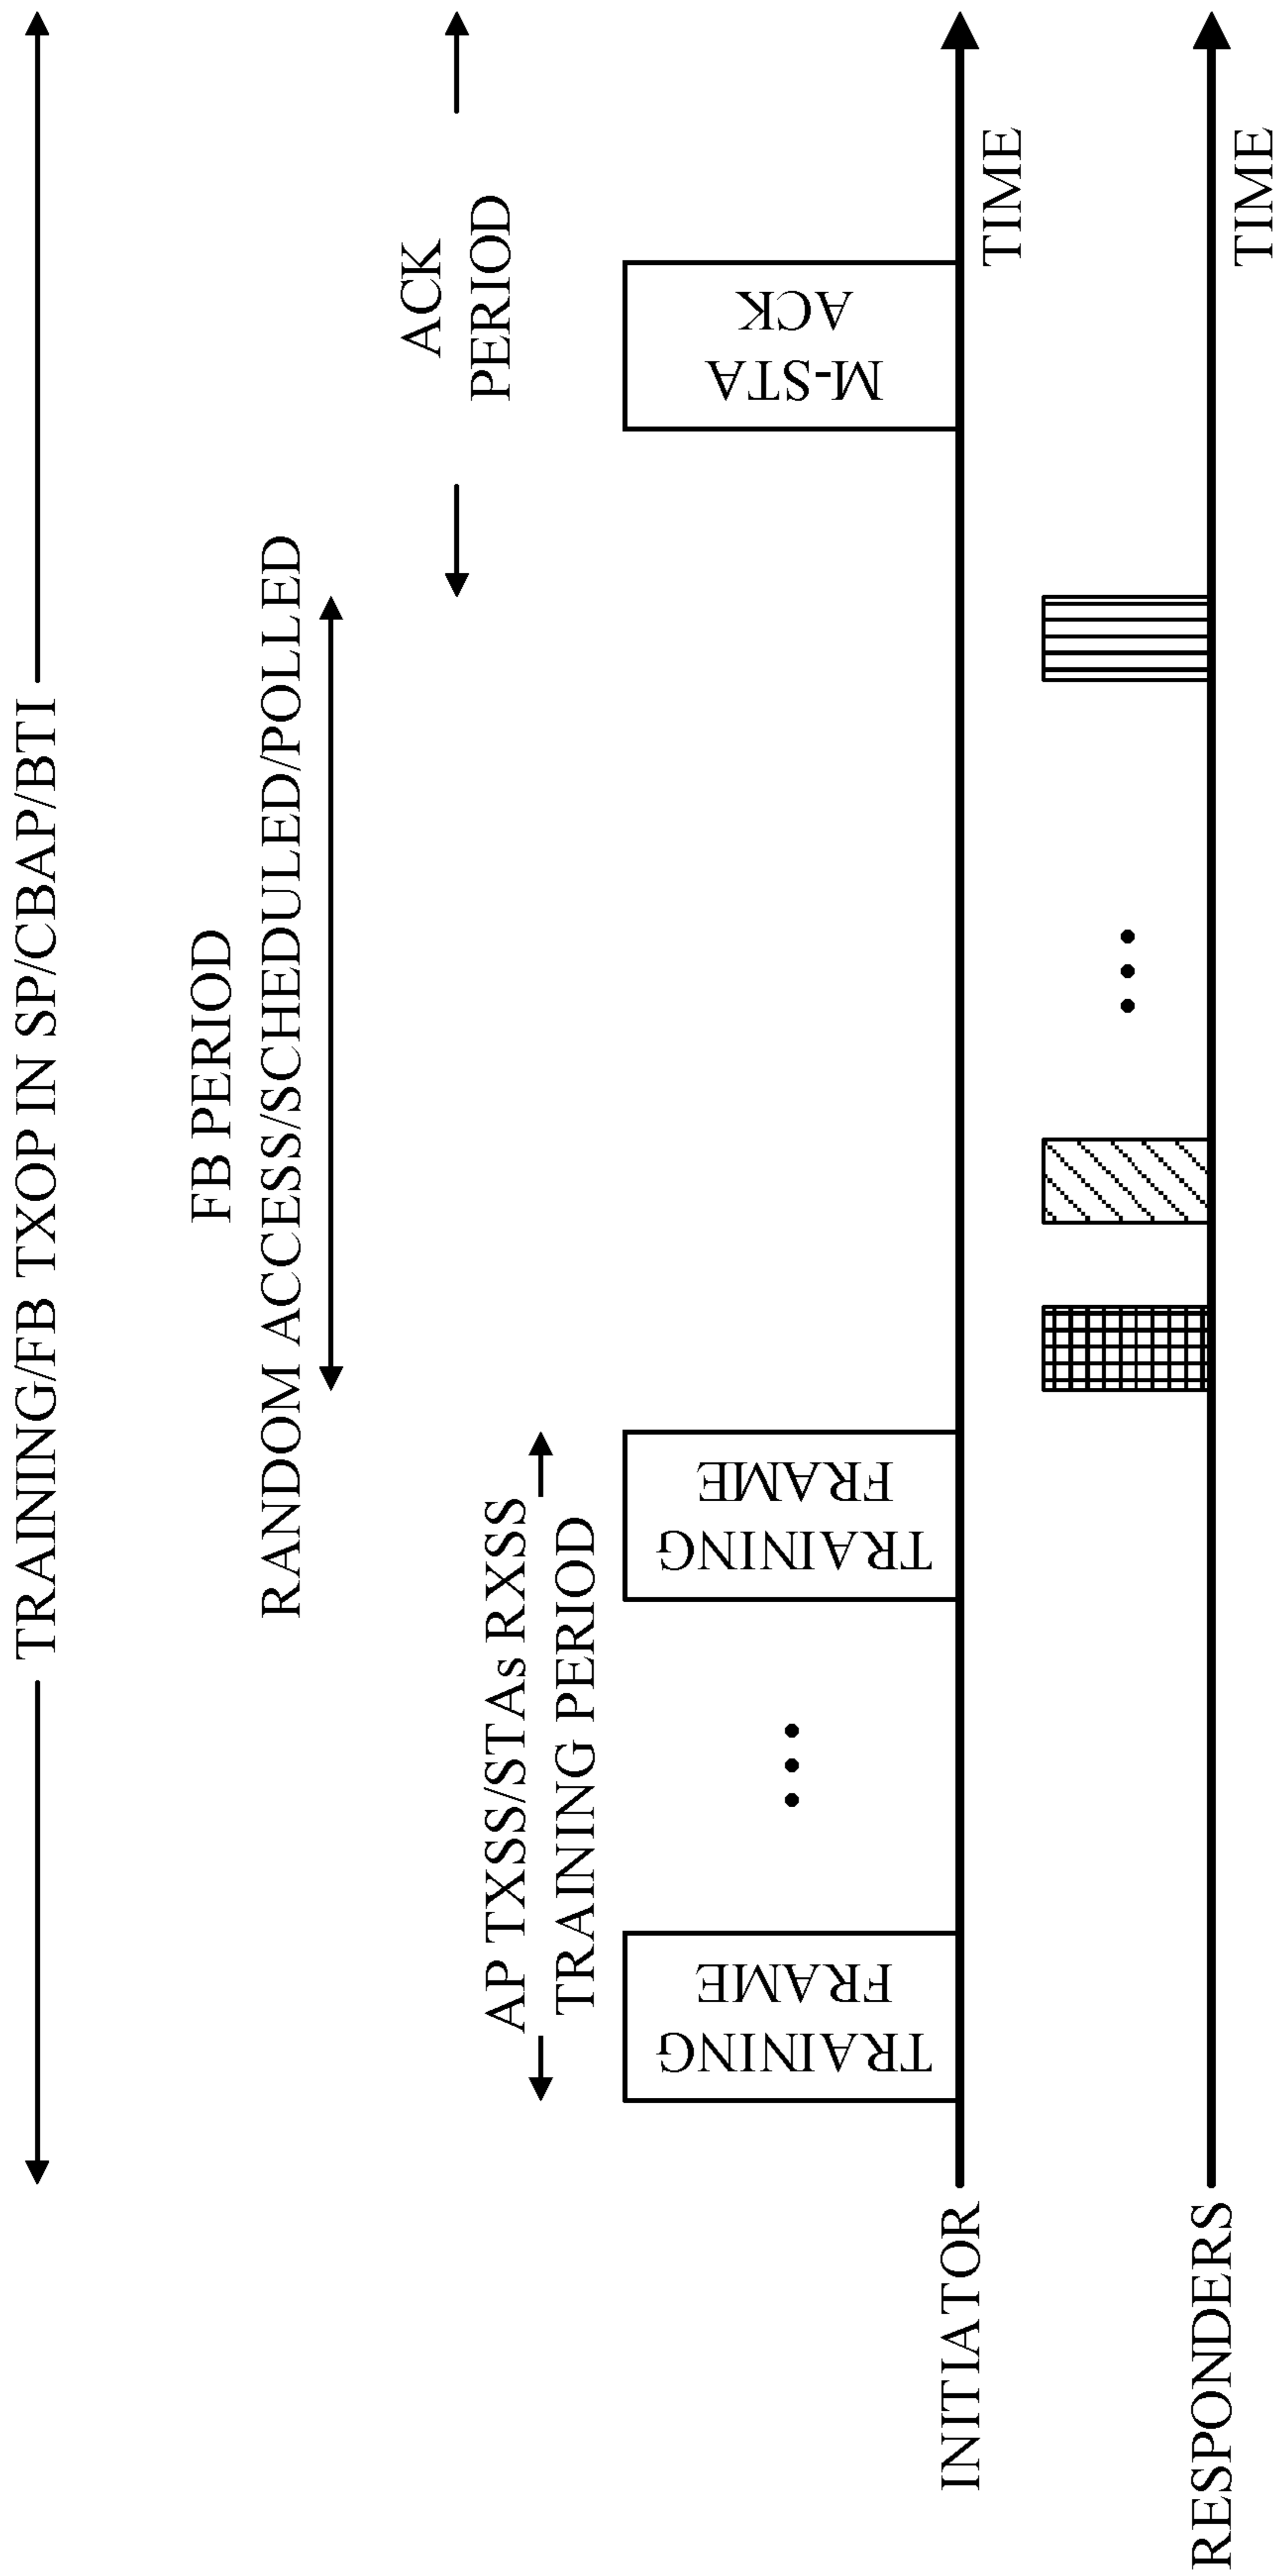 TRAINING/FB TXOP IN SP/CBAP/BTI
FB PERIOD
RANDOM ACCESS/SCHEDULED/POLLED
ACK
PERIOD
AP TXSS/STAs RXSS
TRAINING PERIOD
TRAINING
FRAME
TRAINING
FRAME
M-STA
ACK
INITIATOR
TIME
RESPONDERS
TIME